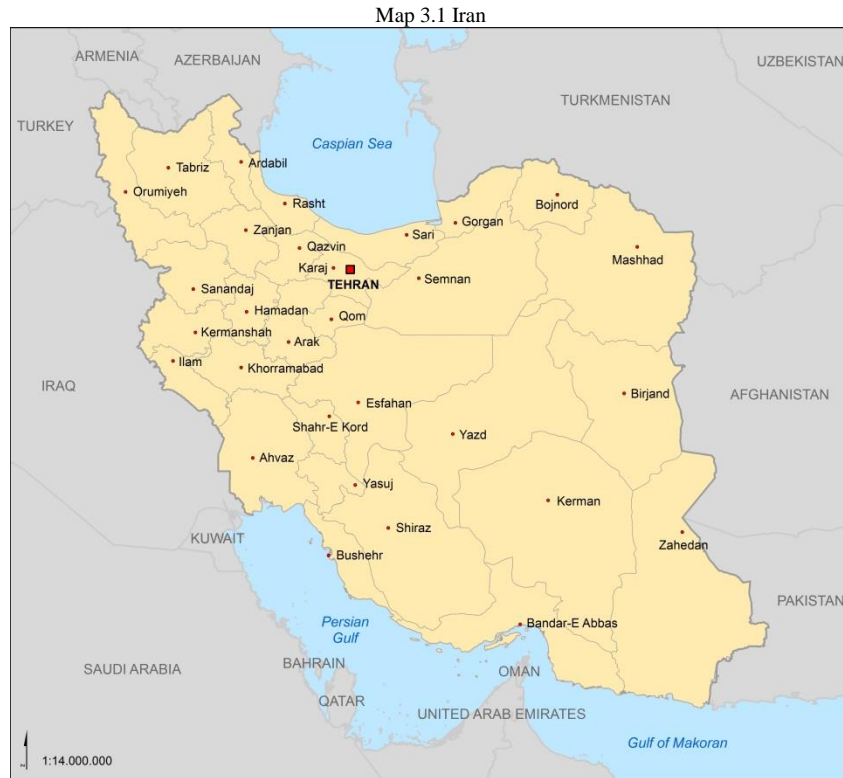 Map 3.1 Iran
ARMENIA
AZERBAIJAN
UZBEKISTAN
TURKMENISTAN
TURKEY
Caspian Sea
Ardabil
Tabriz
Orumiyeh
Rasht
Bojnord
Gorgan
Zanjan
Sari
Qazvin
Mashhad
Karaj
TEHRAN
Semnan
Sanandaj
Hamadan
Qom
Kermanshah
Arak
Ilam
Khorramabad
IRAQ
Birjand
AFGHANISTAN
Esfahan
Shahr-E Kord
Yazd
Ahvaz
Yasuj
Kerman
Shiraz
KUWAIT
Zahedan
Bushehr
PAKISTAN
Persian
Gulf
Bandar-E Abbas
SAUDI ARABIA
BAHRAIN
OMAN
QATAR
UNITED ARAB EMIRATES
Gulf of Makoran
1:14.000.000